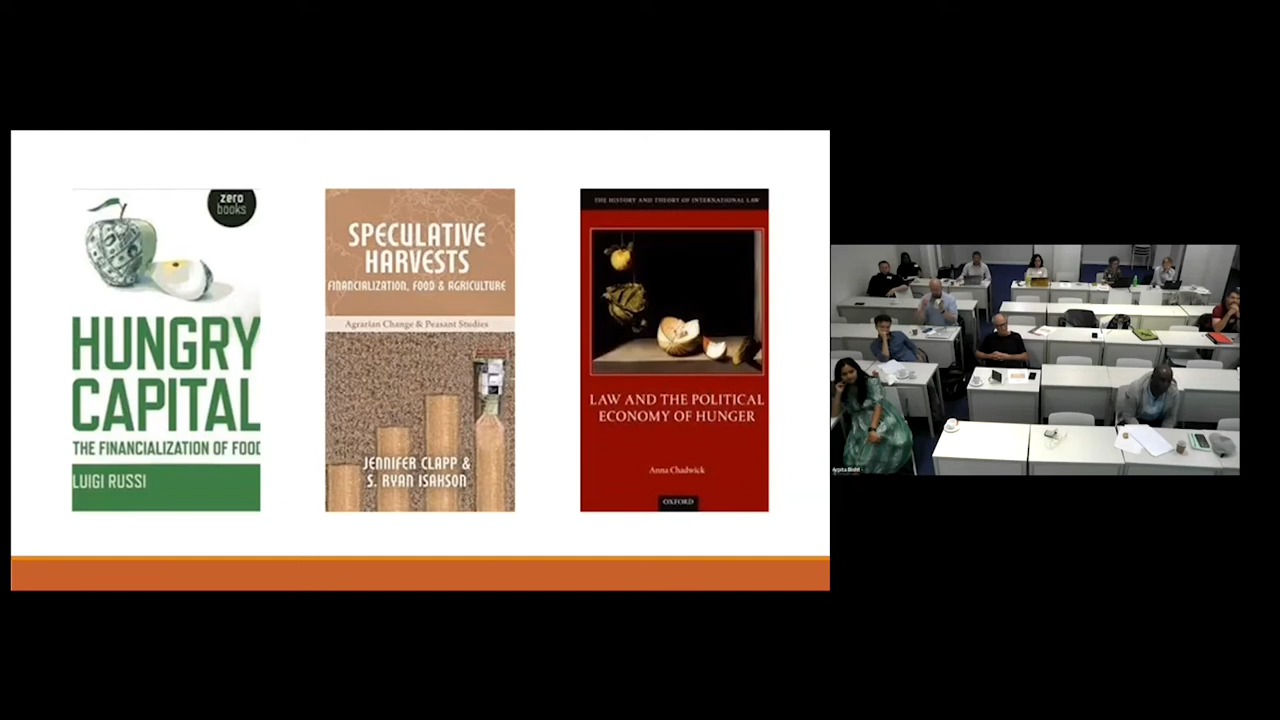 zero
books
HUNGRY
CAPITAL
THE FINANCIALIZATION OF FOOD
LUIGI RUSSI
SPECULATIVE
HARVESTS
FINANCIALIZATION, FOOD & AGRICULTURE
Agrarian Change & Peasant Studies
JENNIFER CLAPP &
S. RYAN ISAKSON
THE HISTORY AND THEORY OF INTERNATIONAL LAW
LAW AND THE POLITICAL
ECONOMY OF HUNGER
Anna Chadwick
OXFORD
Arpita Bisht